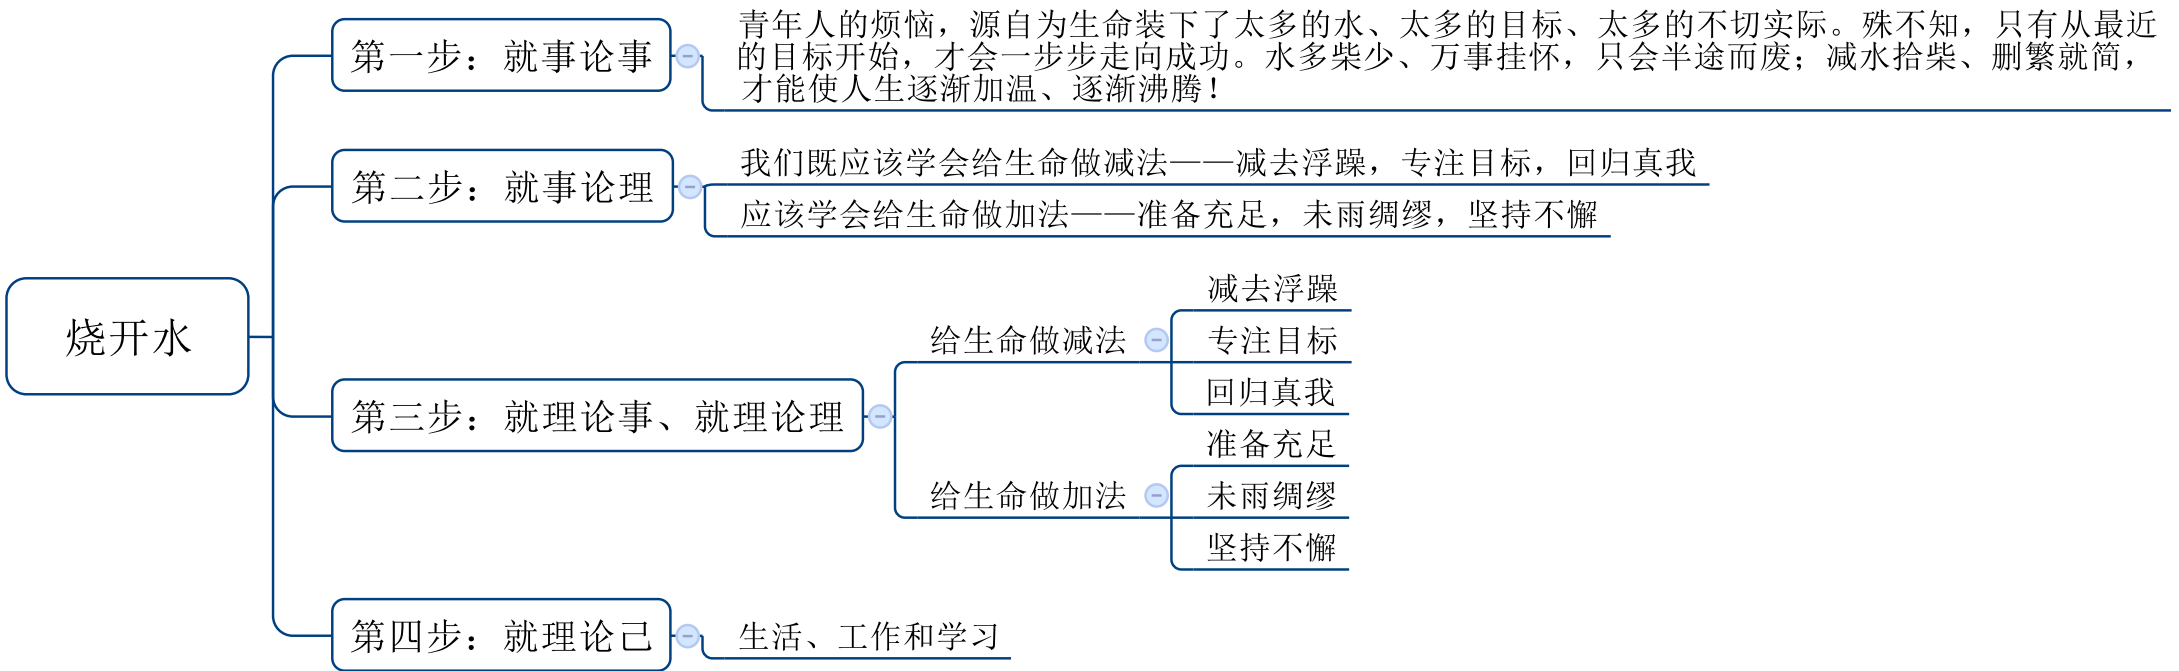 烧开水
第一步：就事论事
青年人的烦恼，源自为生命装下了太多的水、太多的目标、太多的不切实际。殊不知，只有从最近
的目标开始，才会一步步走向成功。水多柴少、万事挂怀，只会半途而废；减水拾柴、删繁就简，
才能使人生逐渐加温、逐渐沸腾！
第二步：就事论理
我们既应该学会给生命做减法——减去浮躁，专注目标，回归真我
应该学会给生命做加法——准备充足，未雨绸缪，坚持不懈
第三步：就理论事、就理论理
给生命做减法
减去浮躁
专注目标
回归真我
给生命做加法
准备充足
未雨绸缪
坚持不懈
第四步：就理论己
生活、工作和学习